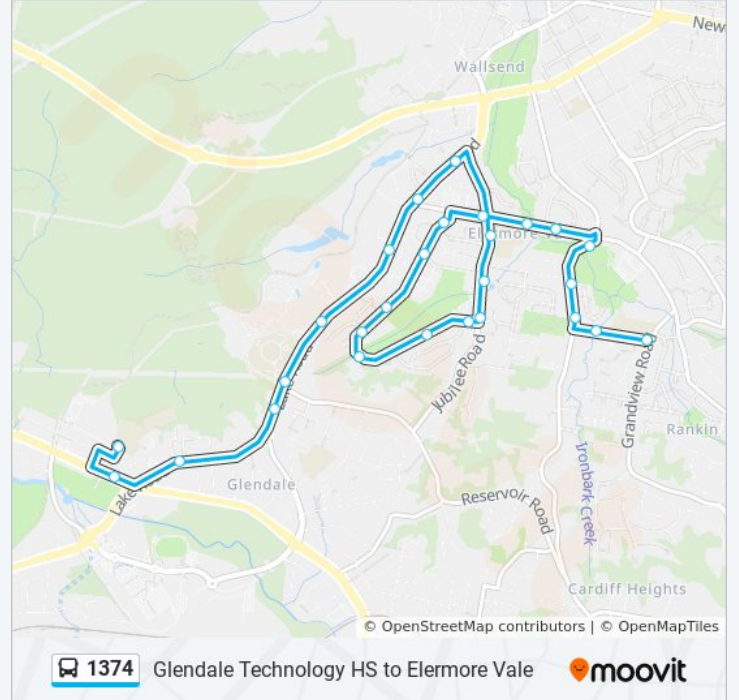 New
Wallsend
d
Jubilee Road
Grandview Road
Rankin
Glendale
Lake
Reservoir Road
Ironbark Creek
Cardiff Heights
© OpenStreetMap contributors | © OpenMapTiles
1374 Glendale Technology HS to Elermore Vale moovit